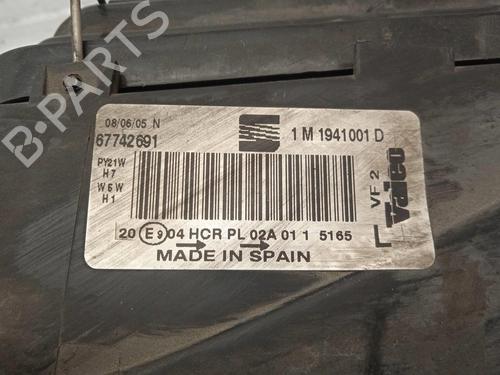 08/06/05 N
67742691
1 M 1941001 D
PY21W
H7
W5W
H1
VF 2
Valeo
L
20 E9 04 HCR PL 02A 01 1 5165
MADE IN SPAIN
B-PARTS